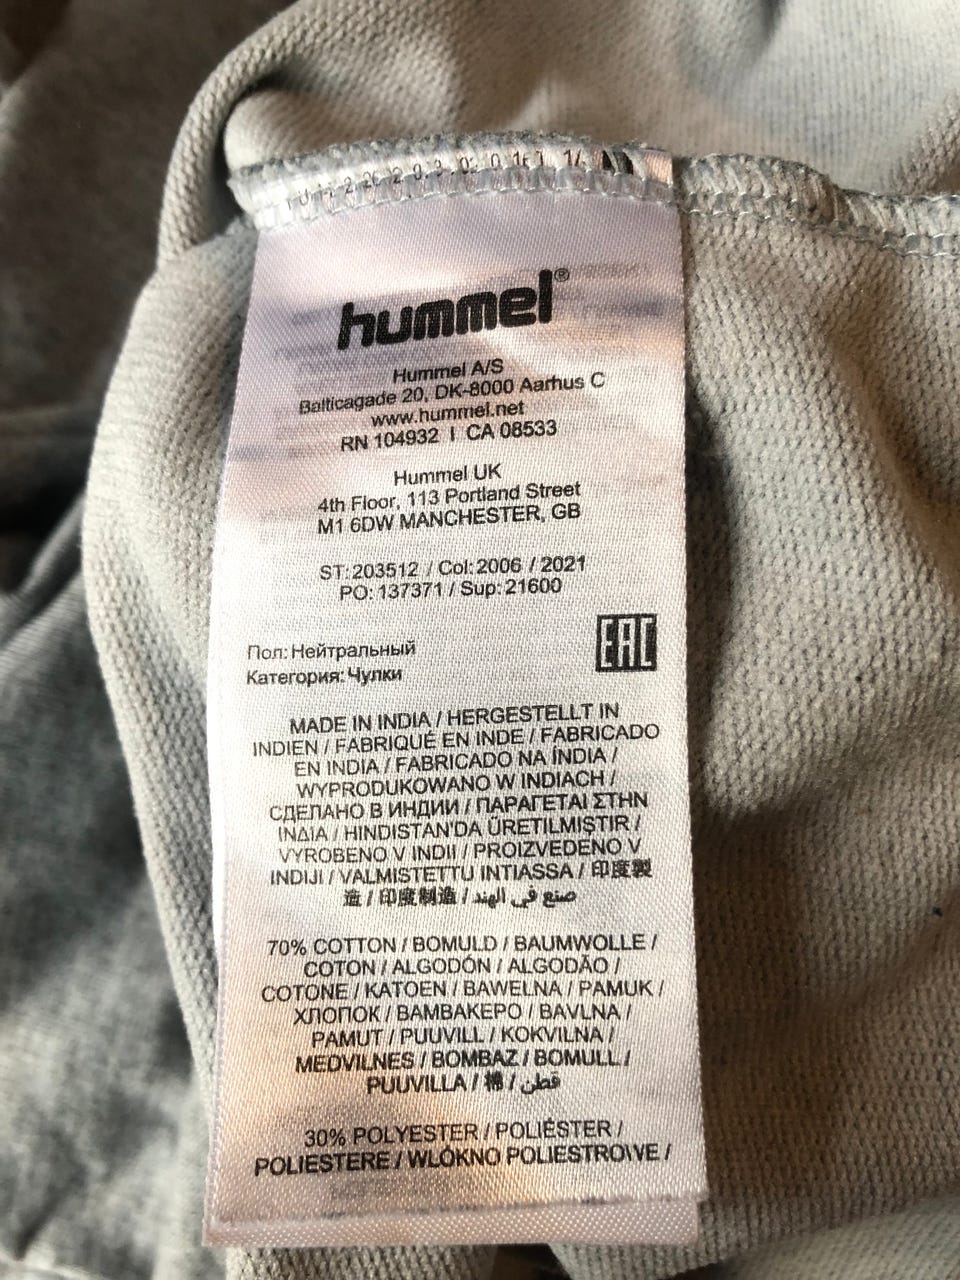 hummel®
Hummel A/S
Balticagade 20, DK-8000 Aarhus C
www.hummel.net
RN 104932 | CA 08533
Hummel UK
4th Floor, 113 Portland Street
M1 6DW MANCHESTER, GB
ST:203512 / Col:2006 / 2021
PO: 137371 / Sup: 21600
Пол: Нейтральный
Категория: Чулки
EAC
MADE IN INDIA / HERGESTELLT IN
INDIEN / FABRIQUÉ EN INDE / FABRICADO
EN INDIA / FABRICADO NA ÍNDIA /
WYPRODUKOWANO W INDIACH /
СДЕЛАНО В ИНДИИ / ΠΑΡΑΓΕΤΑΙ ΣΤΗΝ
ΙΝΔΙΑ / HINDISTAN'DA ÜRETILMIŞTIR /
VYROBENO V INDII / PROIZVEDENO V
INDIJI / VALMISTETTU INTIASSA / 印度製
造 / 印度制造 / صنع في الهند
70% COTTON / BOMULD / BAUMWOLLE /
COTON / ALGODÓN / ALGODÃO /
COTONE / KATOEN / BAWELNA / PAMUK /
ХЛОПОК / ΒΑΜΒΑΚΕΡΟ / BAVLNA /
PAMUT / PUUVILL / KOKVILNA /
MEDVILNES / BOMBAZ / BOMULL /
PUUVILLA / 棉 / قطن
30% POLYESTER / POLIÉSTER /
POLIESTERE / WLÓKNO POLIESTROWE /